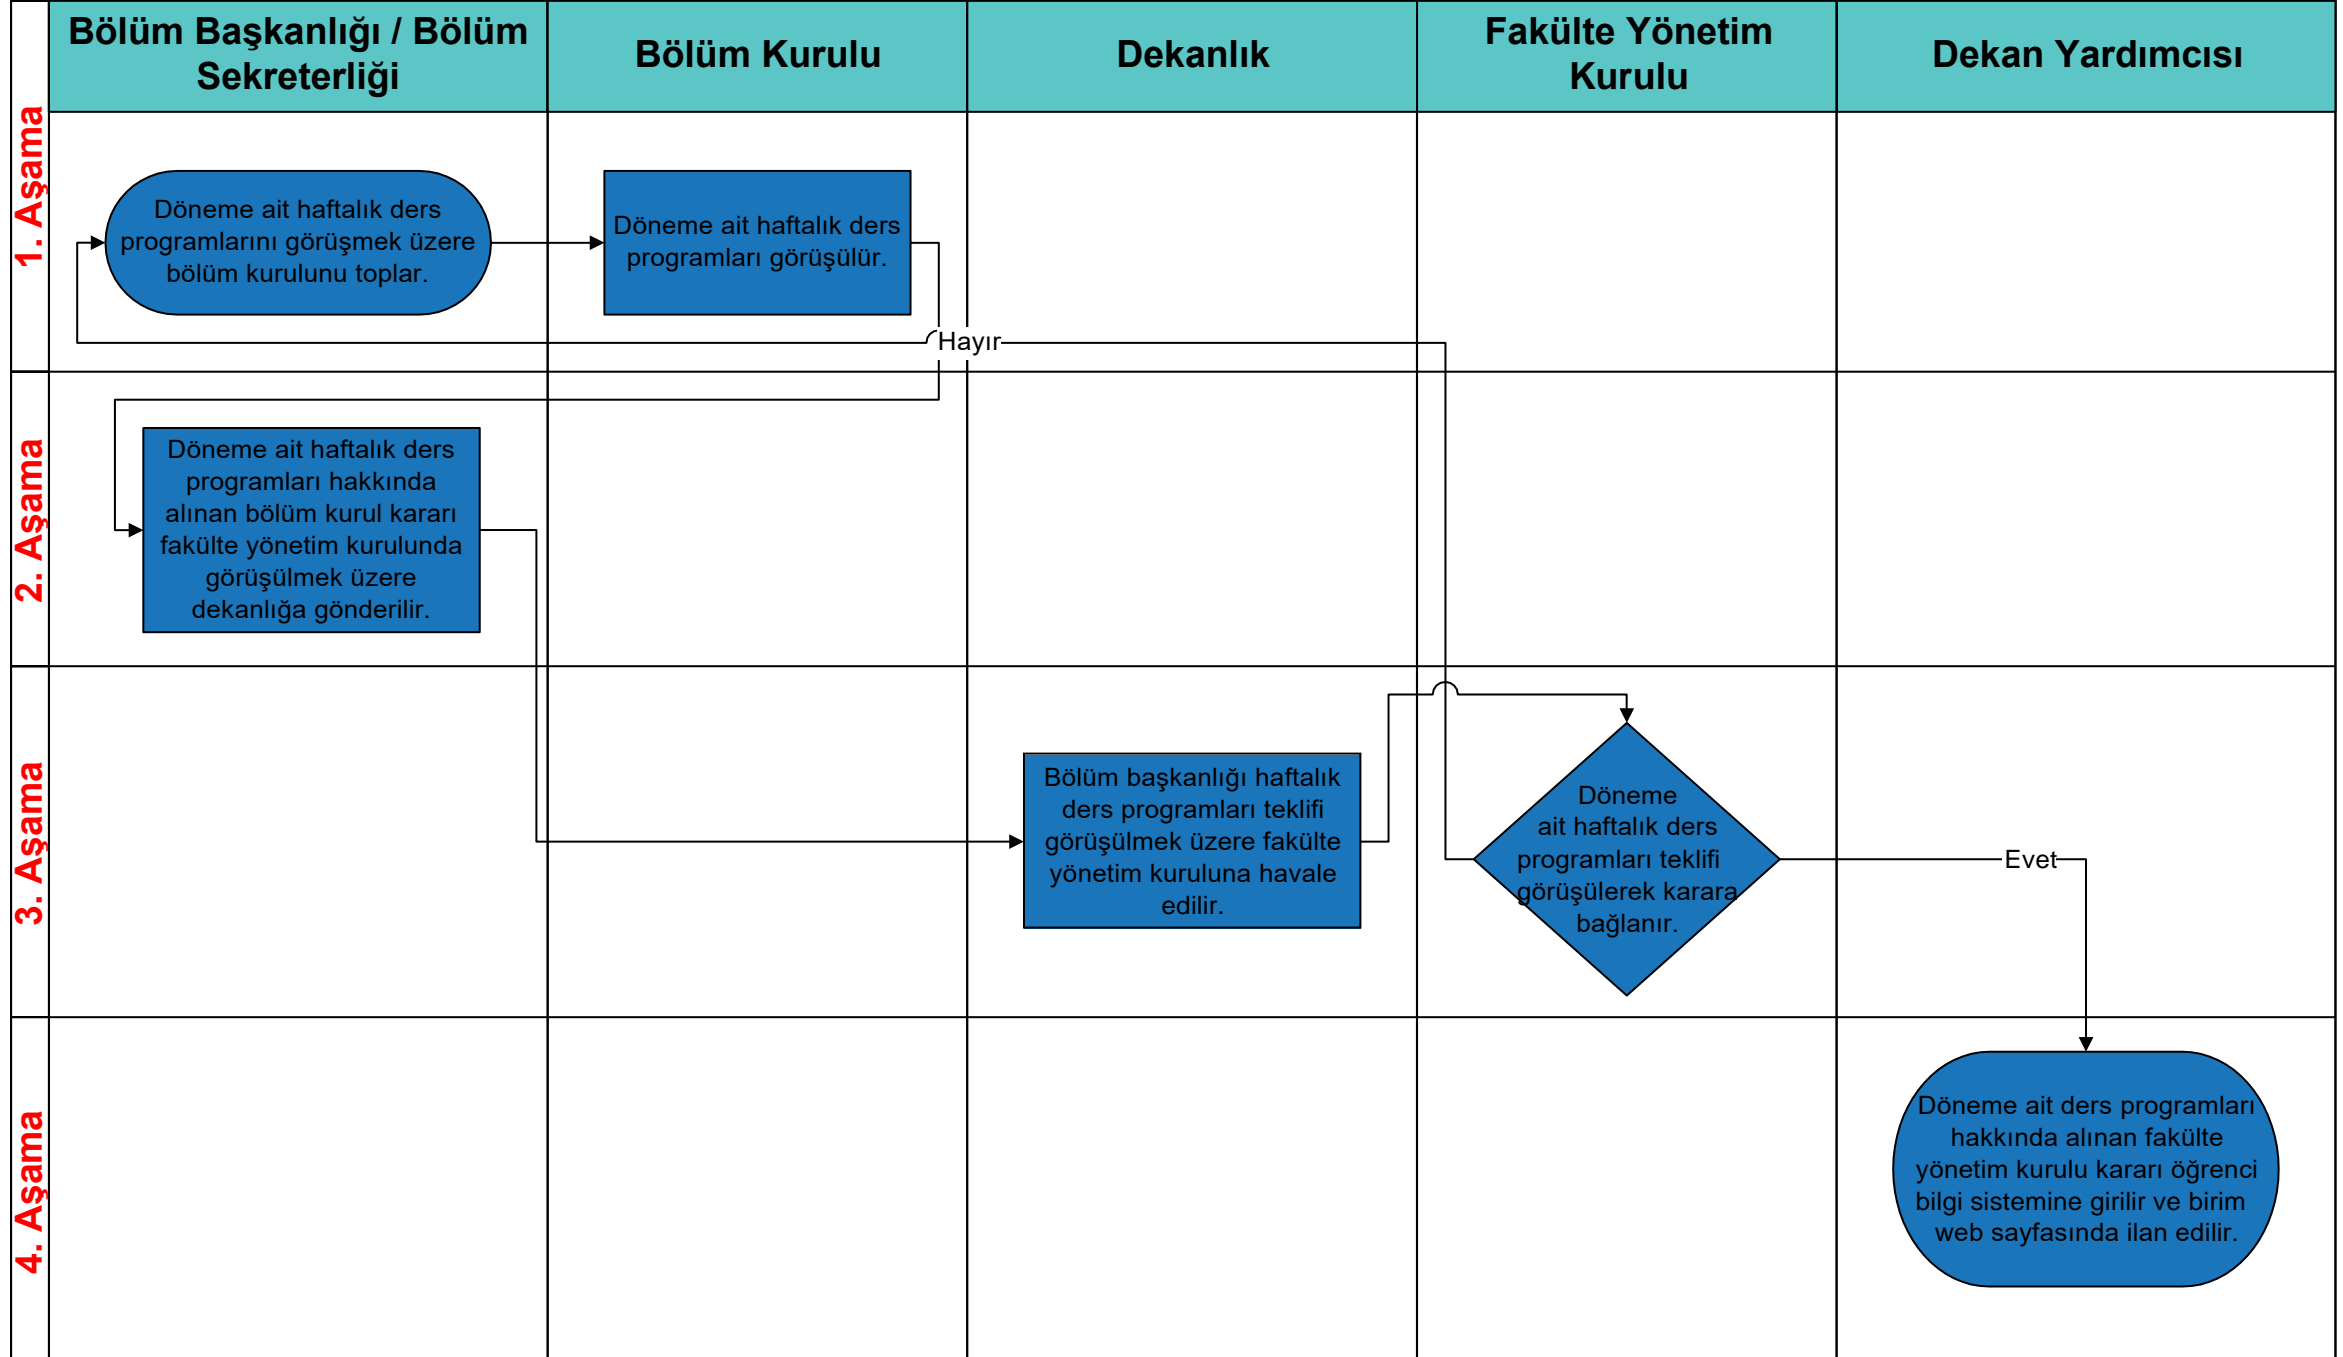 Bölüm Başkanlığı / Bölüm
Sekreterliği
Bölüm Kurulu
Dekanlık
Fakülte Yönetim
Kurulu
Dekan Yardımcısı
1. Aşama
Döneme ait haftalık ders
programlarını görüşmek üzere
bölüm kurulunu toplar.
Döneme ait haftalık ders
programları görüşülür.
Hayır
2. Aşama
Döneme ait haftalık ders
programları hakkında
alınan bölüm kurul kararı
fakülte yönetim kurulunda
görüşülmek üzere
dekanlığa gönderilir.
3. Aşama
Bölüm başkanlığı haftalık
ders programları teklifi
görüşülmek üzere fakülte
yönetim kuruluna havale
edilir.
Döneme
ait haftalık ders
programları teklifi
görüşülerek karara
bağlanır.
Evet
4. Aşama
Döneme ait ders programları
hakkında alınan fakülte
yönetim kurulu kararı öğrenci
bilgi sistemine girilir ve birim
web sayfasında ilan edilir.